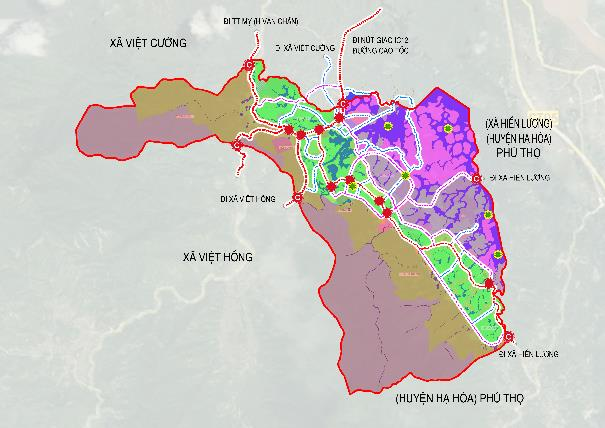 ĐI TT MỴ (H.VĂN CHẤN)
XÃ VIỆT CƯỜNG
ĐI XÃ VIỆT CƯỜNG
ĐI NÚT GIAO IC12
ĐƯỜNG CAO TỐC
(XÃ HIỀN LƯƠNG)
(HUYỆN HẠ HÒA)
PHÚ THỌ
ĐI XÃ HIỀN LƯƠNG
ĐI XÃ VIỆT HỒNG
XÃ VIỆT HỒNG
ĐI XÃ HIỀN LƯƠNG
(HUYỆN HẠ HÒA) PHÚ THỌ